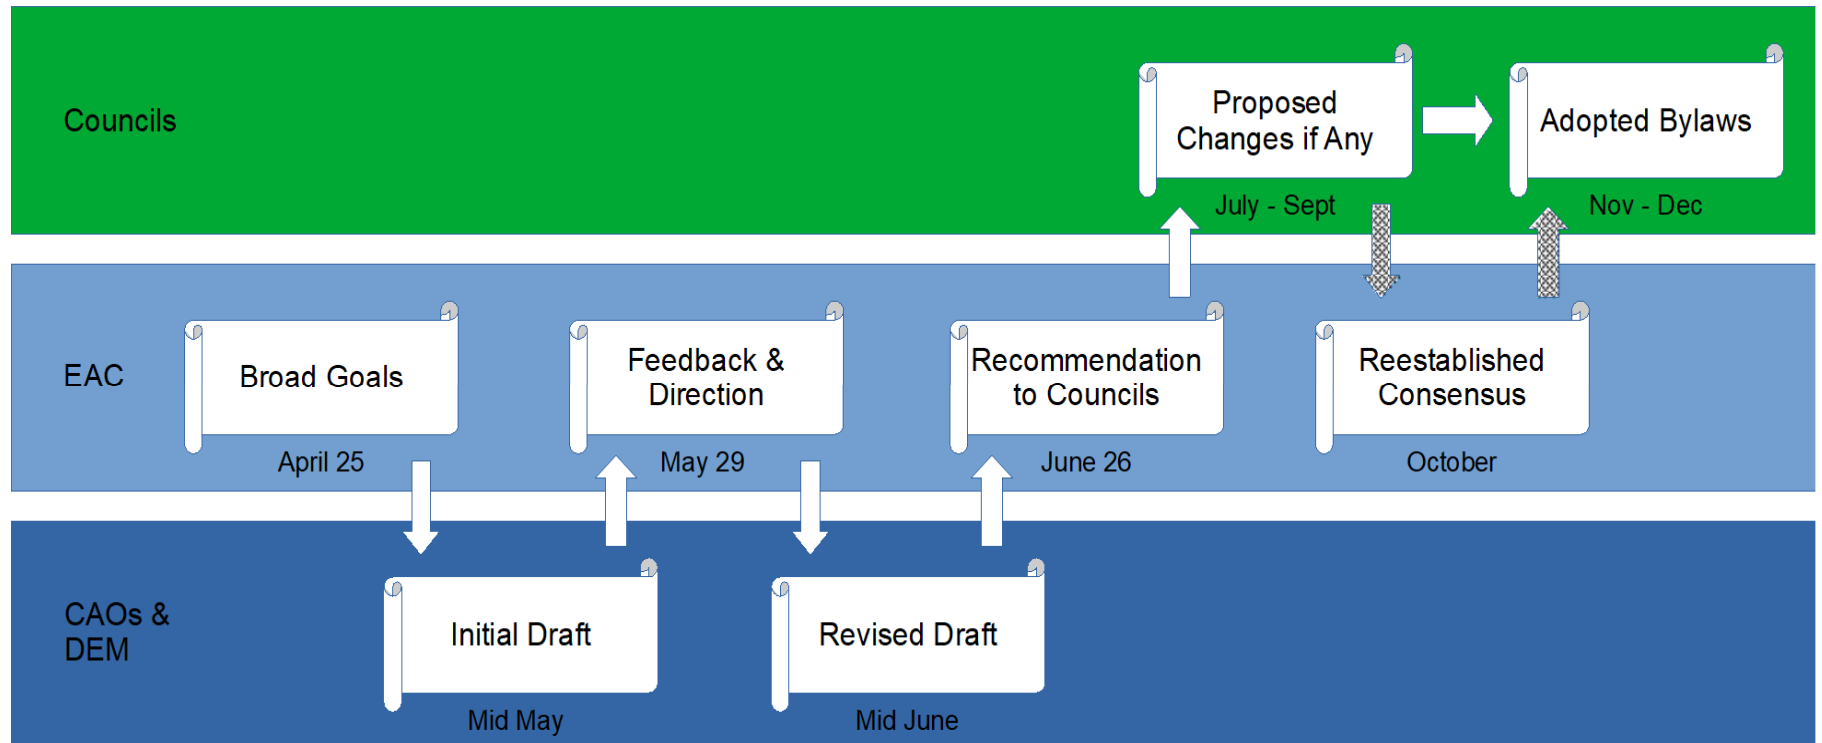 Councils
Proposed
Changes if Any
July - Sept
Adopted Bylaws
Nov - Dec
EAC
Broad Goals
April 25
Feedback &
Direction
May 29
Recommendation
to Councils
June 26
Reestablished
Consensus
October
CAOs &
DEM
Initial Draft
Mid May
Revised Draft
Mid June